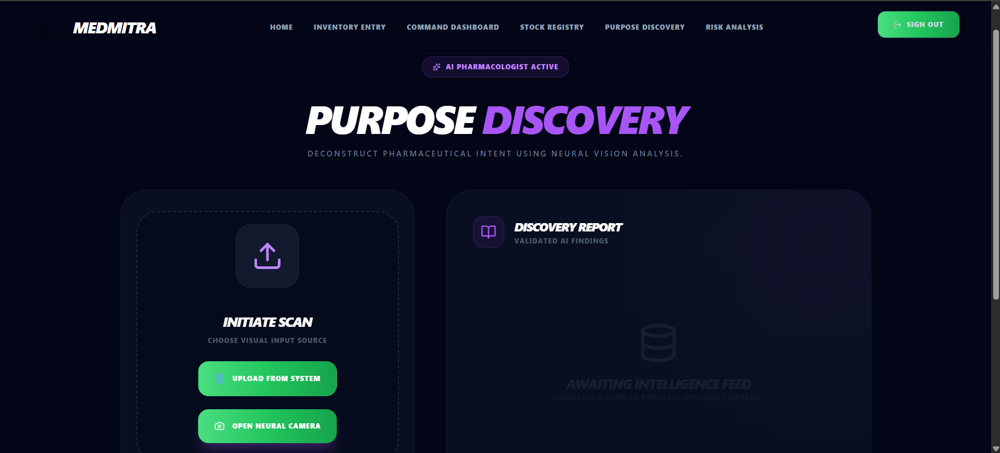 MEDMITRA
HOME
INVENTORY ENTRY
COMMAND DASHBOARD
STOCK REGISTRY
PURPOSE DISCOVERY
RISK ANALYSIS
SIGN OUT
AI PHARMACOLOGIST ACTIVE
PURPOSE DISCOVERY
DECONSTRUCT PHARMACEUTICAL INTENT USING NEURAL VISION ANALYSIS.
INITIATE SCAN
CHOOSE VISUAL INPUT SOURCE
UPLOAD FROM SYSTEM
OPEN NEURAL CAMERA
DISCOVERY REPORT
VALIDATED AI FINDINGS
AWAITING INTELLIGENCE FEED
COMPLETE A SCAN TO POPULATE DISCOVERY METRICS